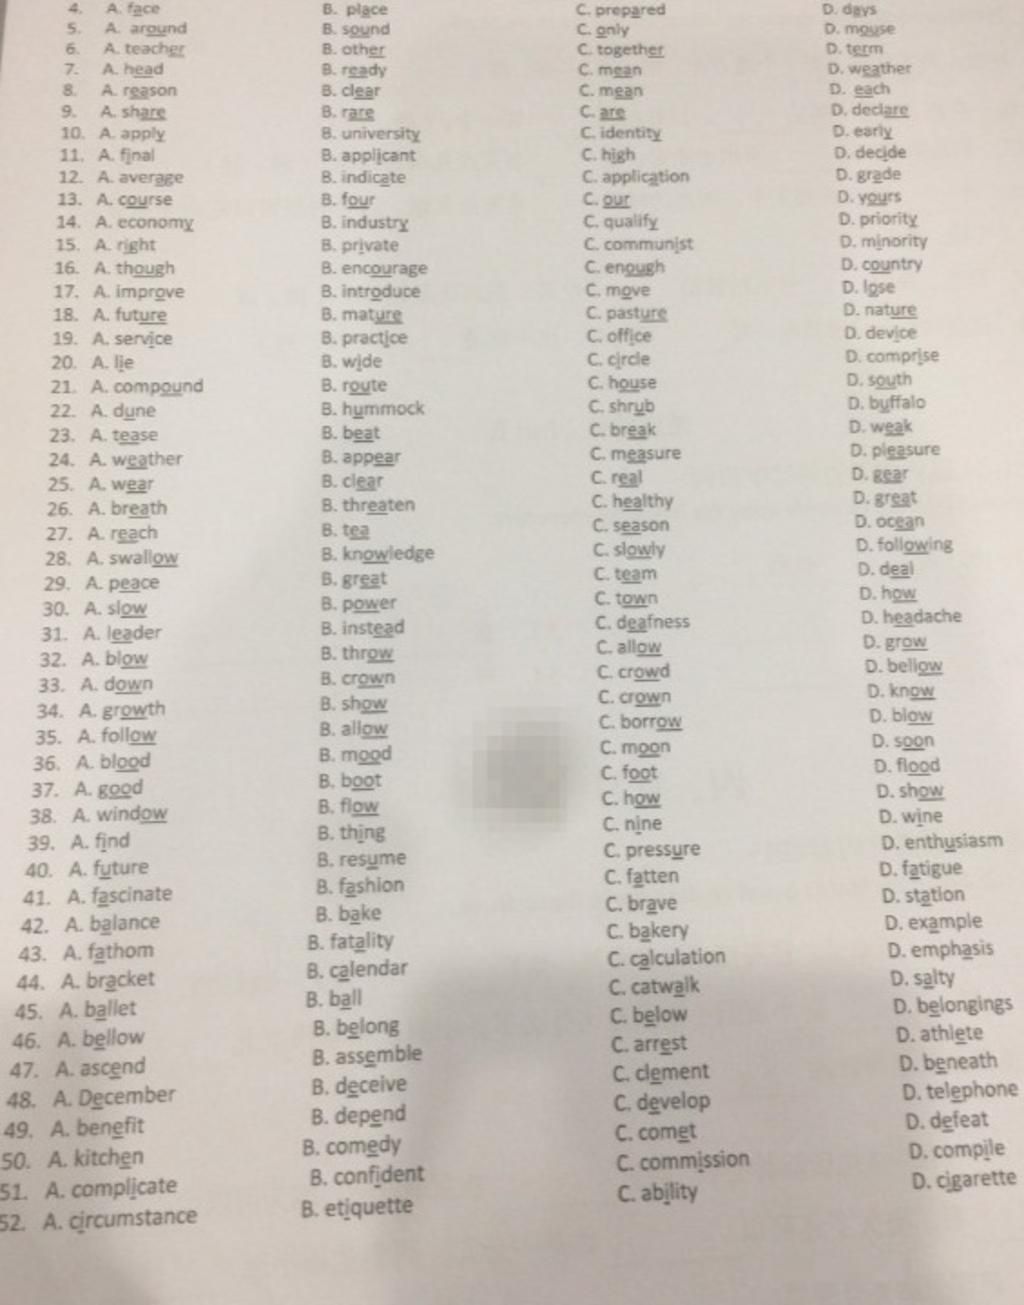 4. A. face B. place C. prepared D. days
5. A. around B. sound C. only D. mouse
6. A. teacher B. other C. together D. term
7. A. head B. ready C. mean D. weather
8. A. reason B. clear C. mean D. each
9. A. share B. rare C. are D. declare
10. A. apply B. university C. identity D. early
11. A. final B. applicant C. high D. decide
12. A. average B. indicate C. application D. grade
13. A. course B. four C. our D. yours
14. A. economy B. industry C. qualify D. priority
15. A. right B. private C. communist D. minority
16. A. though B. encourage C. enough D. country
17. A. improve B. introduce C. move D. lose
18. A. future B. mature C. pasture D. nature
19. A. service B. practice C. office D. device
20. A. lie B. wide C. circle D. comprise
21. A. compound B. route C. house D. south
22. A. dune B. hummock C. shrub D. buffalo
23. A. tease B. beat C. break D. weak
24. A. weather B. appear C. measure D. pleasure
25. A. wear B. clear C. real D. gear
26. A. breath B. threaten C. healthy D. great
27. A. reach B. tea C. season D. ocean
28. A. swallow B. knowledge C. slowly D. following
29. A. peace B. great C. team D. deal
30. A. slow B. power C. town D. how
31. A. leader B. instead C. deafness D. headache
32. A. blow B. throw C. allow D. grow
33. A. down B. crown C. crowd D. bellow
34. A. growth B. show C. crown D. know
35. A. follow B. allow C. borrow D. blow
36. A. blood B. mood C. moon D. soon
37. A. good B. boot C. foot D. flood
38. A. window B. flow C. how D. show
39. A. find B. thing C. nine D. wine
40. A. future B. resume C. pressure D. enthusiasm
41. A. fascinate B. fashion C. fatten D. fatigue
42. A. balance B. bake C. brave D. station
43. A. fathom B. fatality C. bakery D. example
44. A. bracket B. calendar C. calculation D. emphasis
45. A. ballet B. ball C. catwalk D. salty
46. A. bellow B. belong C. below D. belongings
47. A. ascend B. assemble C. arrest D. athlete
48. A. December B. deceive C. clement D. beneath
49. A. benefit B. depend C. develop D. telephone
50. A. kitchen B. comedy C. comet D. defeat
51. A. complicate B. confident C. commission D. compile
52. A. circumstance B. etiquette C. ability D. cigarette